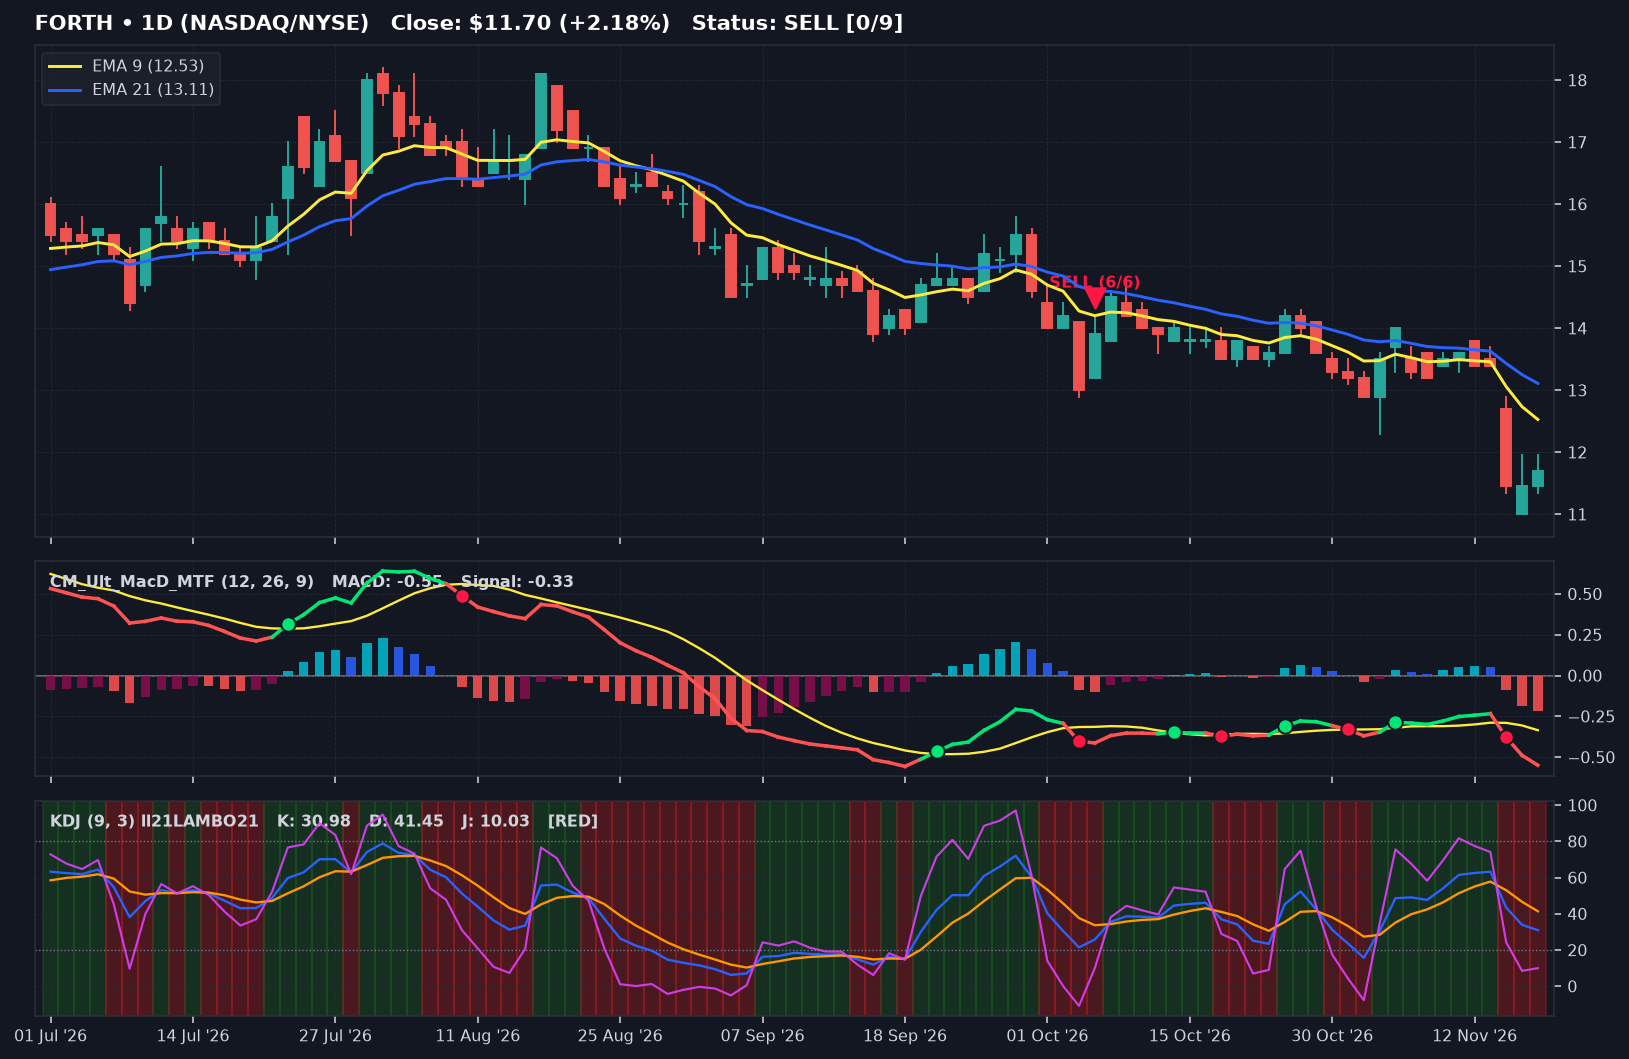 FORTH • 1D (NASDAQ/NYSE)   Close: $11.70 (+2.18%)   Status: SELL [0/9]
EMA 9 (12.53)
EMA 21 (13.11)
18
17
16
15
14
13
12
11
SELL (6/6)
CM_Ult_MacD_MTF (12, 26, 9)   MACD: -0.55   Signal: -0.33
0.50
0.25
0.00
−0.25
−0.50
KDJ (9, 3) II21LAMBO21   K: 30.98   D: 41.45   J: 10.03   [RED]
100
80
60
40
20
0
01 Jul '26   14 Jul '26   27 Jul '26   11 Aug '26   25 Aug '26   07 Sep '26   18 Sep '26   01 Oct '26   15 Oct '26   30 Oct '26   12 Nov '26